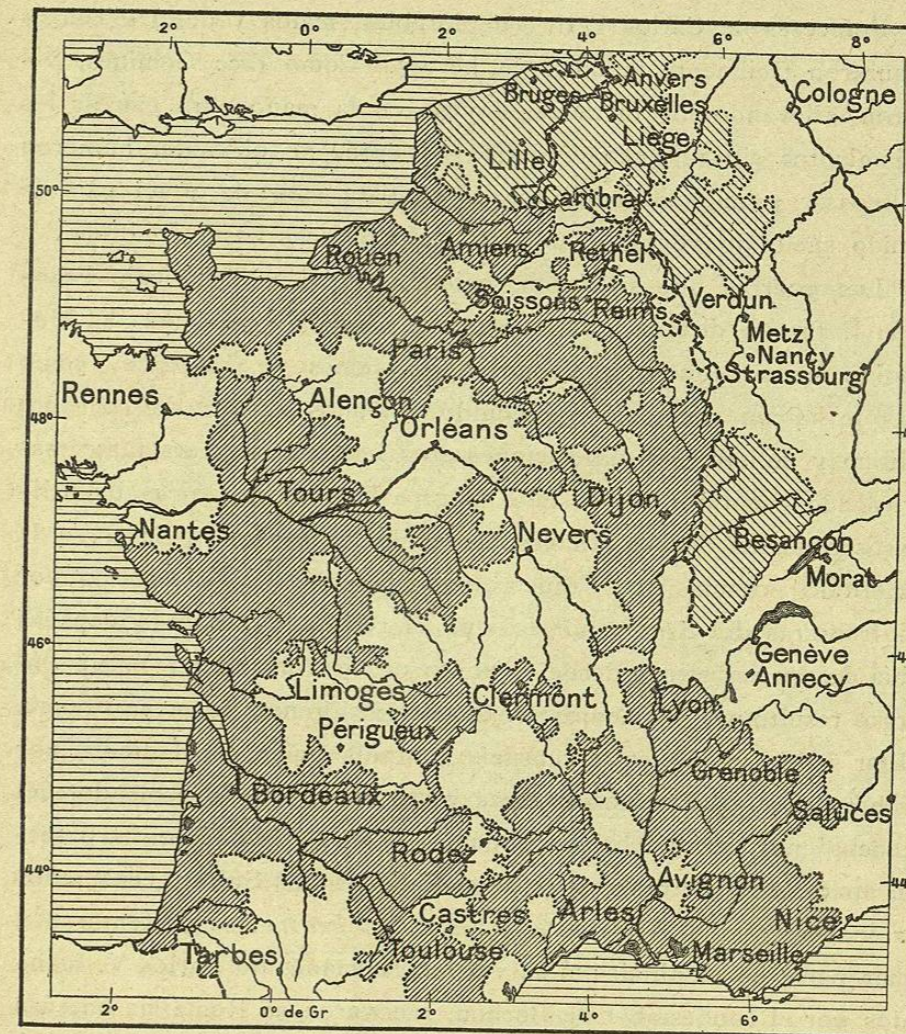 2° 0° 2° 4° 6° 8°
Bruges Anvers
Bruxelles
Cologne
Liége
Lille
50°
Cambrai
Rouen Amiens Rethel
Soissons Reims Verdun
Metz
Paris Nancy
Strassburg
Rennes Alençon
48°
Orléans
Tours Dijon
Nantes Nevers Besançon
Morat
46°
Genève
Limoges Clermont Lyon Annecy
Périgueux
Grenoble
Bordeaux Saluces
Rodez
44° 44
Avignon
Castres Arles Nice
Tarbes Toulouse Marseille
2° 0° de Gr 2° 4° 6°